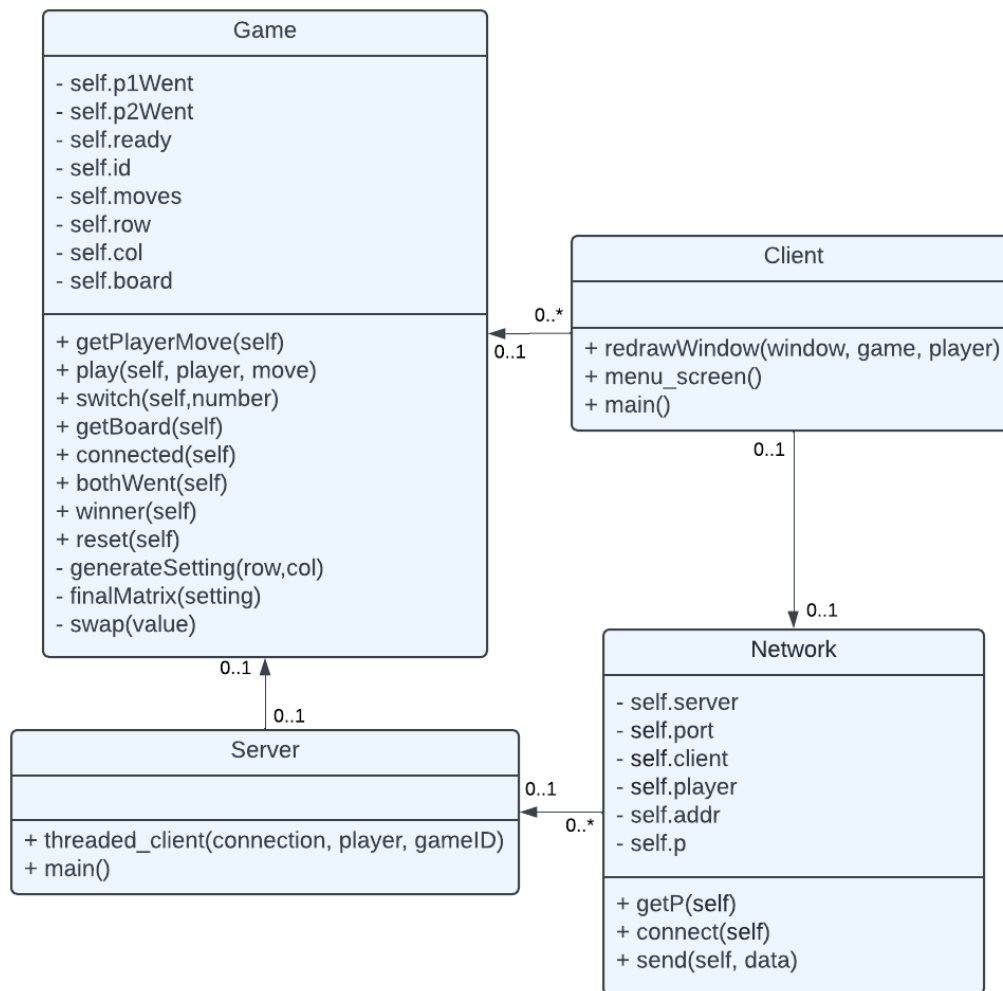 Game
- self.p1Went
- self.p2Went
- self.ready
- self.id
- self.moves
- self.row
- self.col
- self.board
+ getPlayerMove(self)
+ play(self, player, move)
+ switch(self,number)
+ getBoard(self)
+ connected(self)
+ bothWent(self)
+ winner(self)
+ reset(self)
- generateSetting(row,col)
- finalMatrix(setting)
- swap(value)
Client
+ redrawWindow(window, game, player)
+ menu_screen()
+ main()
0..*
0..1
0..1
0..1
0..1
0..1
Server
+ threaded_client(connection, player, gameID)
+ main()
0..1
0..*
Network
- self.server
- self.port
- self.client
- self.player
- self.addr
- self.p
+ getP(self)
+ connect(self)
+ send(self, data)